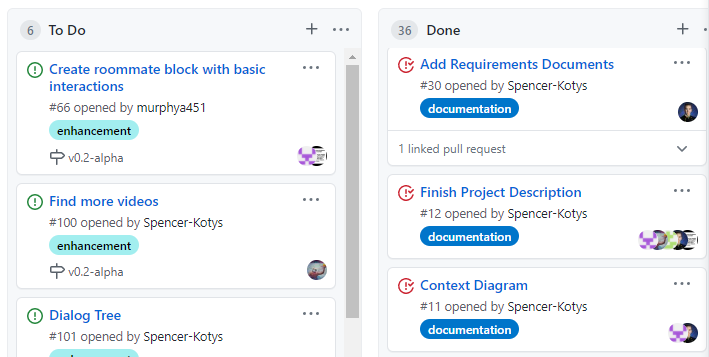 6 To Do
Create roommate block with basic
interactions
#66 opened by murphya451
enhancement
v0.2-alpha
Find more videos
#100 opened by Spencer-Kotys
enhancement
v0.2-alpha
Dialog Tree
#101 opened by Spencer-Kotys
enhancement
36 Done
Add Requirements Documents
#30 opened by Spencer-Kotys
documentation
1 linked pull request
Finish Project Description
#12 opened by Spencer-Kotys
documentation
Context Diagram
#11 opened by Spencer-Kotys
documentation